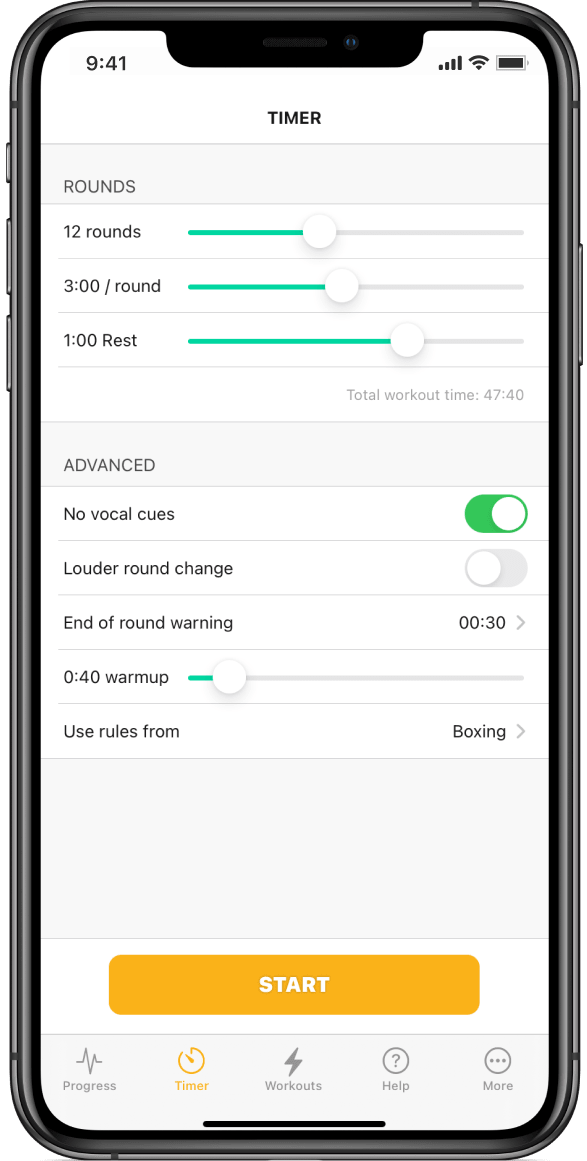 9:41
TIMER
ROUNDS
12 rounds
3:00 / round
1:00 Rest
Total workout time: 47:40
ADVANCED
No vocal cues
Louder round change
End of round warning 00:30
0:40 warmup
Use rules from Boxing
START
Progress Timer Workouts Help More